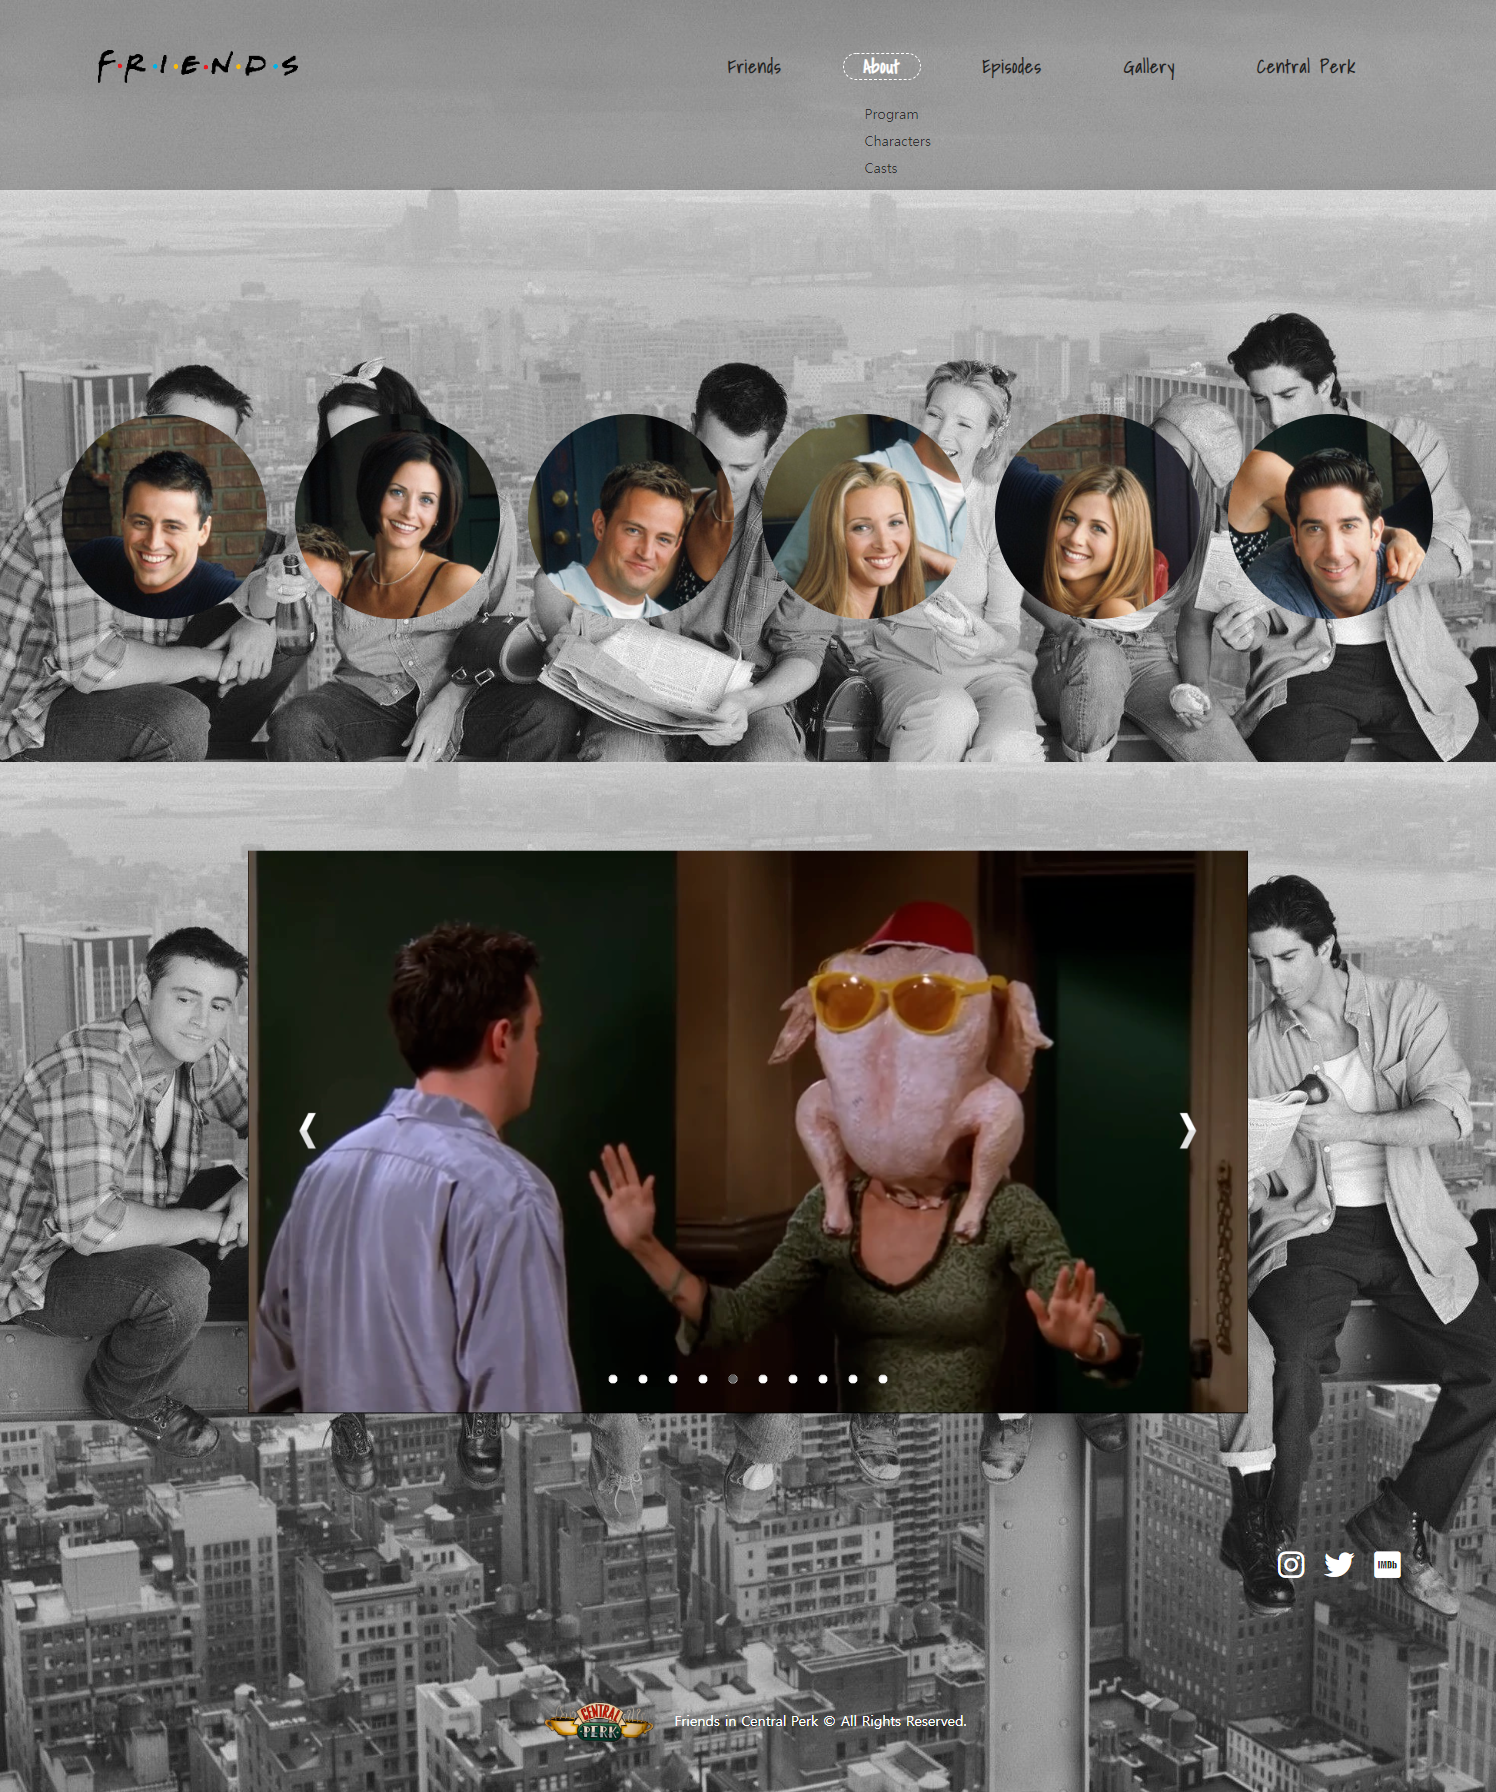 F·R·I·E·N·D·S
Friends
About
Episodes
Gallery
Central Perk
Program
Characters
Casts
IMDb
CENTRAL
PERK
Friends in Central Perk © All Rights Reserved.